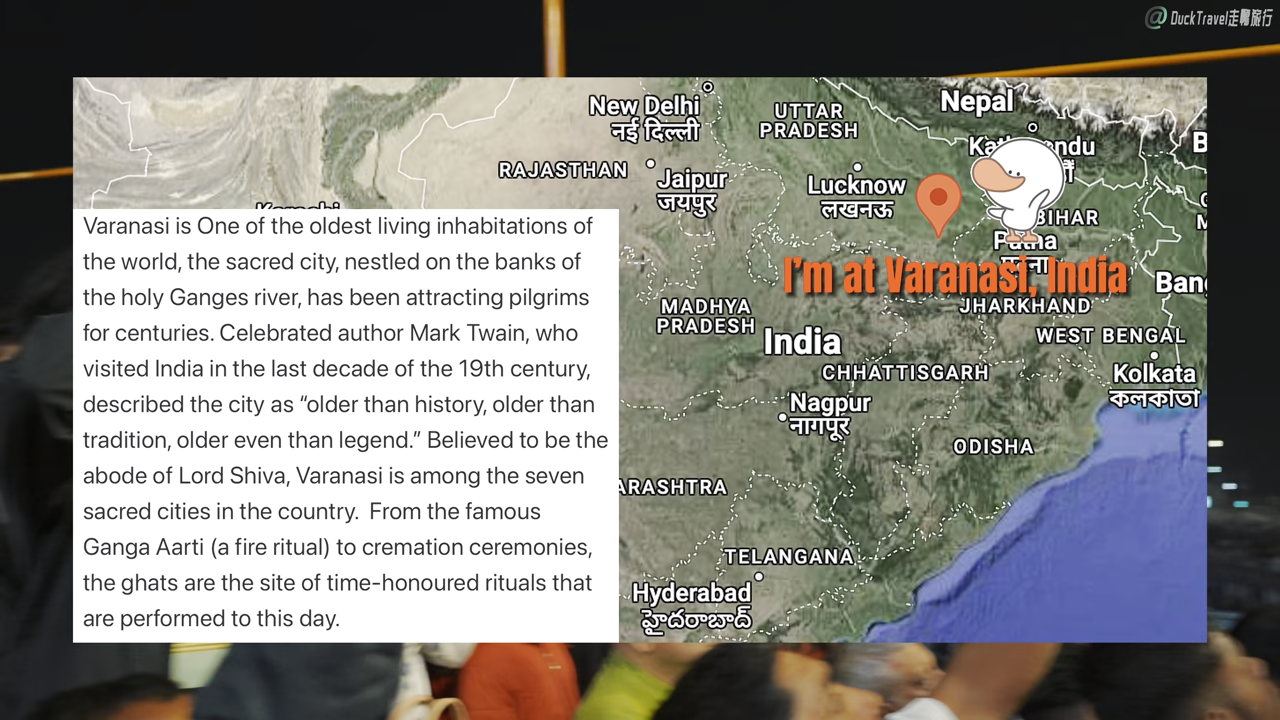 @DuckTravel走鴨旅行
New Delhi
नई दिल्ली
UTTAR
PRADESH
Nepal
RAJASTHAN
Jaipur
जयपुर
Lucknow
लखनऊ
BIHAR
I'm at Varanasi, India
Varanasi is One of the oldest living inhabitations of
the world, the sacred city, nestled on the banks of
the holy Ganges river, has been attracting pilgrims
for centuries. Celebrated author Mark Twain, who
visited India in the last decade of the 19th century,
described the city as “older than history, older than
tradition, older even than legend.” Believed to be the
abode of Lord Shiva, Varanasi is among the seven
sacred cities in the country.  From the famous
Ganga Aarti (a fire ritual) to cremation ceremonies,
the ghats are the site of time-honoured rituals that
are performed to this day.
MADHYA
PRADESH
JHARKHAND
India
WEST BENGAL
CHHATTISGARH
Kolkata
কলকাতা
Nagpur
नागपूर
ODISHA
ARASHTRA
TELANGANA
Hyderabad
హైదరాబాద్